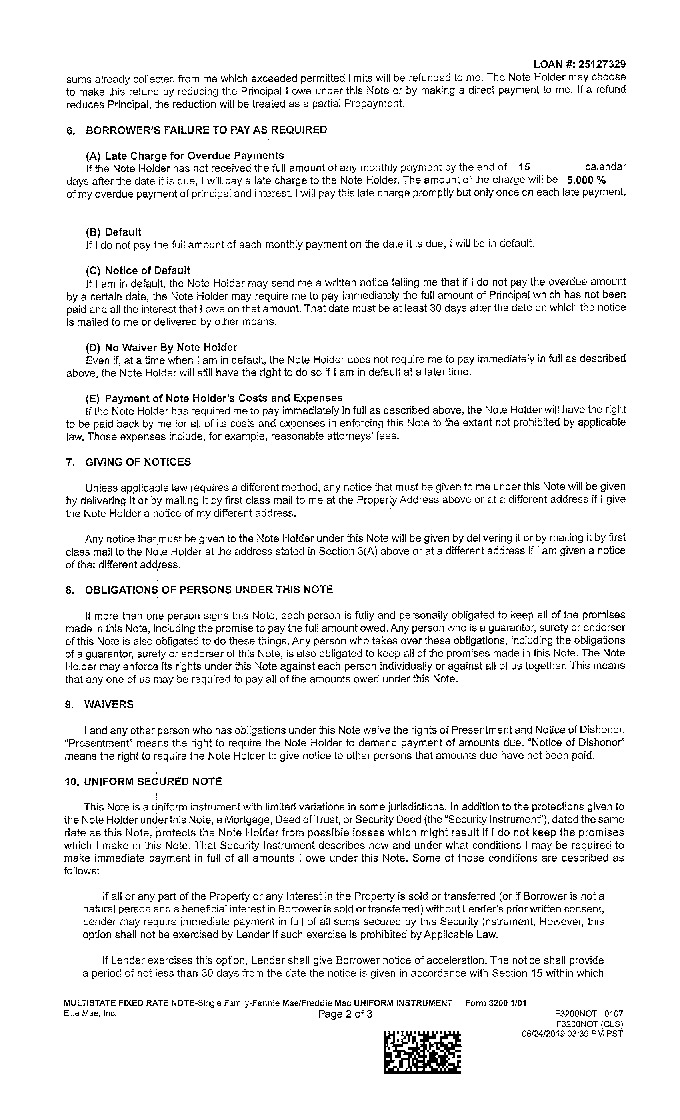 LOAN #: 25127329
sums already collected from me which exceeded permitted limits will be refunded to me. The Note Holder may choose
to make this refund by reducing the Principal I owe under this Note or by making a direct payment to me. If a refund
reduces Principal, the reduction will be treated as a partial Prepayment.
6. BORROWER'S FAILURE TO PAY AS REQUIRED
(A) Late Charge for Overdue Payments
If the Note Holder has not received the full amount of any monthly payment by the end of 15 calendar
days after the date it is due, I will pay a late charge to the Note Holder. The amount of the charge will be 5.000 %
of my overdue payment of principal and interest. I will pay this late charge promptly but only once on each late payment.
(B) Default
If I do not pay the full amount of each monthly payment on the date it is due, I will be in default.
(C) Notice of Default
If I am in default, the Note Holder may send me a written notice telling me that if I do not pay the overdue amount
by a certain date, the Note Holder may require me to pay immediately the full amount of Principal which has not been
paid and all the interest that I owe on that amount. That date must be at least 30 days after the date on which the notice
is mailed to me or delivered by other means.
(D) No Waiver By Note Holder
Even if, at a time when I am in default, the Note Holder does not require me to pay immediately in full as described
above, the Note Holder will still have the right to do so if I am in default at a later time.
(E) Payment of Note Holder's Costs and Expenses
If the Note Holder has required me to pay immediately in full as described above, the Note Holder will have the right
to be paid back by me for all of its costs and expenses in enforcing this Note to the extent not prohibited by applicable
law. Those expenses include, for example, reasonable attorneys' fees.
7. GIVING OF NOTICES
Unless applicable law requires a different method, any notice that must be given to me under this Note will be given
by delivering it or by mailing it by first class mail to me at the Property Address above or at a different address if I give
the Note Holder a notice of my different address.
Any notice that must be given to the Note Holder under this Note will be given by delivering it or by mailing it by first
class mail to the Note Holder at the address stated in Section 3(A) above or at a different address if I am given a notice
of that different address.
8. OBLIGATIONS OF PERSONS UNDER THIS NOTE
If more than one person signs this Note, each person is fully and personally obligated to keep all of the promises
made in this Note, including the promise to pay the full amount owed. Any person who is a guarantor, surety or endorser
of this Note is also obligated to do these things. Any person who takes over these obligations, including the obligations
of a guarantor, surety or endorser of this Note, is also obligated to keep all of the promises made in this Note. The Note
Holder may enforce its rights under this Note against each person individually or against all of us together. This means
that any one of us may be required to pay all of the amounts owed under this Note.
9. WAIVERS
I and any other person who has obligations under this Note waive the rights of Presentment and Notice of Dishonor.
"Presentment" means the right to require the Note Holder to demand payment of amounts due. "Notice of Dishonor"
means the right to require the Note Holder to give notice to other persons that amounts due have not been paid.
10. UNIFORM SECURED NOTE
This Note is a uniform instrument with limited variations in some jurisdictions. In addition to the protections given to
the Note Holder under this Note, a Mortgage, Deed of Trust, or Security Deed (the "Security Instrument"), dated the same
date as this Note, protects the Note Holder from possible losses which might result if I do not keep the promises
which I make in this Note. That Security Instrument describes how and under what conditions I may be required to
make immediate payment in full of all amounts I owe under this Note. Some of those conditions are described as
follows:
If all or any part of the Property or any Interest in the Property is sold or transferred (or if Borrower is not a
natural person and a beneficial interest in Borrower is sold or transferred) without Lender's prior written consent,
Lender may require immediate payment in full of all sums secured by this Security Instrument. However, this
option shall not be exercised by Lender if such exercise is prohibited by Applicable Law.
If Lender exercises this option, Lender shall give Borrower notice of acceleration. The notice shall provide
a period of not less than 30 days from the date the notice is given in accordance with Section 15 within which
MULTISTATE FIXED RATE NOTE-Single Family-Fannie Mae/Freddie Mac UNIFORM INSTRUMENT Form 3200 1/01
Ellie Mae, Inc. Page 2 of 3 F3200NOT 0107
F3200NOT (CLS)
PM PST